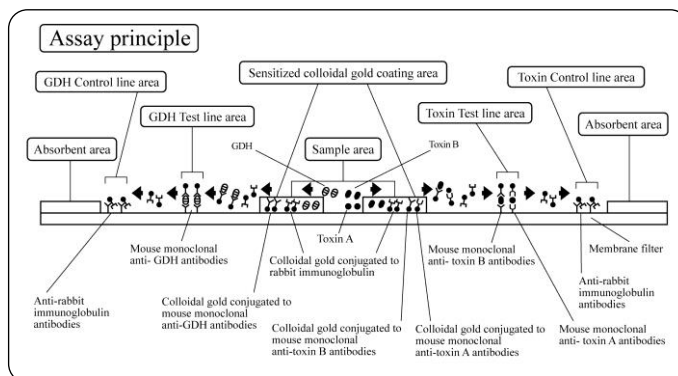 Assay principle
GDH Control line area
Sensitized colloidal gold coating area
Toxin Control line area
GDH Test line area
Toxin Test line area
Absorbent area
Sample area
Absorbent area
GDH
Toxin B
Toxin A
Membrane filter
Mouse monoclonal
anti- GDH antibodies
Colloidal gold conjugated to
rabbit immunoglobulin
Mouse monoclonal
anti- toxin B antibodies
Anti-rabbit
immunoglobulin
antibodies
Colloidal gold conjugated to
mouse monoclonal
anti-GDH antibodies
Colloidal gold conjugated to
mouse monoclonal
anti-toxin B antibodies
Colloidal gold conjugated to
mouse monoclonal
anti-toxin A antibodies
Anti-rabbit
immunoglobulin
antibodies
Mouse monoclonal
anti- toxin A antibodies